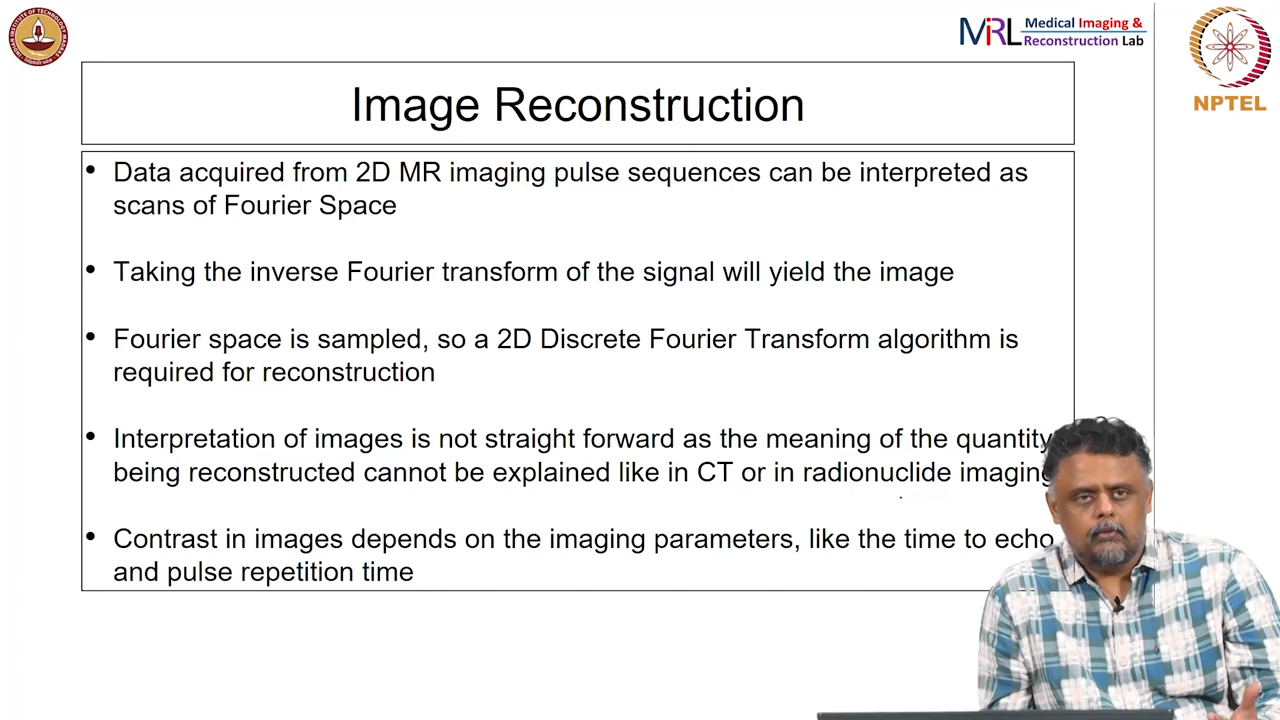 MiRL Medical Imaging &
Reconstruction Lab
NPTEL
Image Reconstruction
• Data acquired from 2D MR imaging pulse sequences can be interpreted as
scans of Fourier Space
• Taking the inverse Fourier transform of the signal will yield the image
• Fourier space is sampled, so a 2D Discrete Fourier Transform algorithm is
required for reconstruction
• Interpretation of images is not straight forward as the meaning of the quantity
being reconstructed cannot be explained like in CT or in radionuclide imaging
• Contrast in images depends on the imaging parameters, like the time to echo
and pulse repetition time